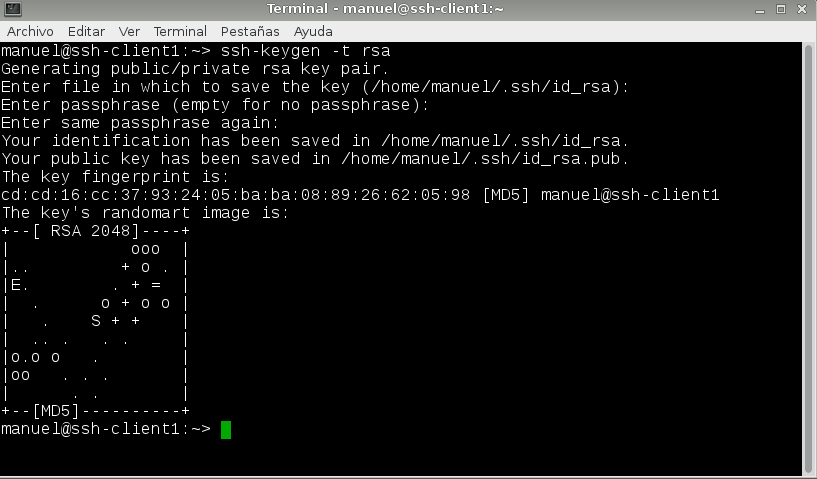 Terminal - manuel@ssh-client1:~
Archivo Editar Ver Terminal Pestañas Ayuda
manuel@ssh-client1:~> ssh-keygen -t rsa
Generating public/private rsa key pair.
Enter file in which to save the key (/home/manuel/.ssh/id_rsa):
Enter passphrase (empty for no passphrase):
Enter same passphrase again:
Your identification has been saved in /home/manuel/.ssh/id_rsa.
Your public key has been saved in /home/manuel/.ssh/id_rsa.pub.
The key fingerprint is:
cd:cd:16:cc:37:93:24:05:ba:ba:08:89:26:62:05:98 [MD5] manuel@ssh-client1
The key's randomart image is:
+--[ RSA 2048]----+
|            ooo  |
|..         + o . |
|E.        . + =  |
|  .      o + o o |
|   .    S + +    |
|  .. .   . .     |
|o.o o   .        |
|oo   . . .       |
|      . .        |
+--[MD5]----------+
manuel@ssh-client1:~>